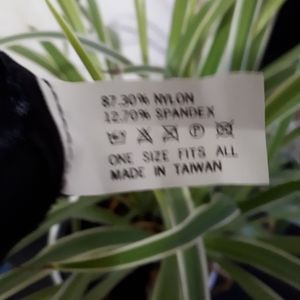 87.30% NYLON
12.70% SPANDEX
ONE SIZE FITS ALL
MADE IN TAIWAN